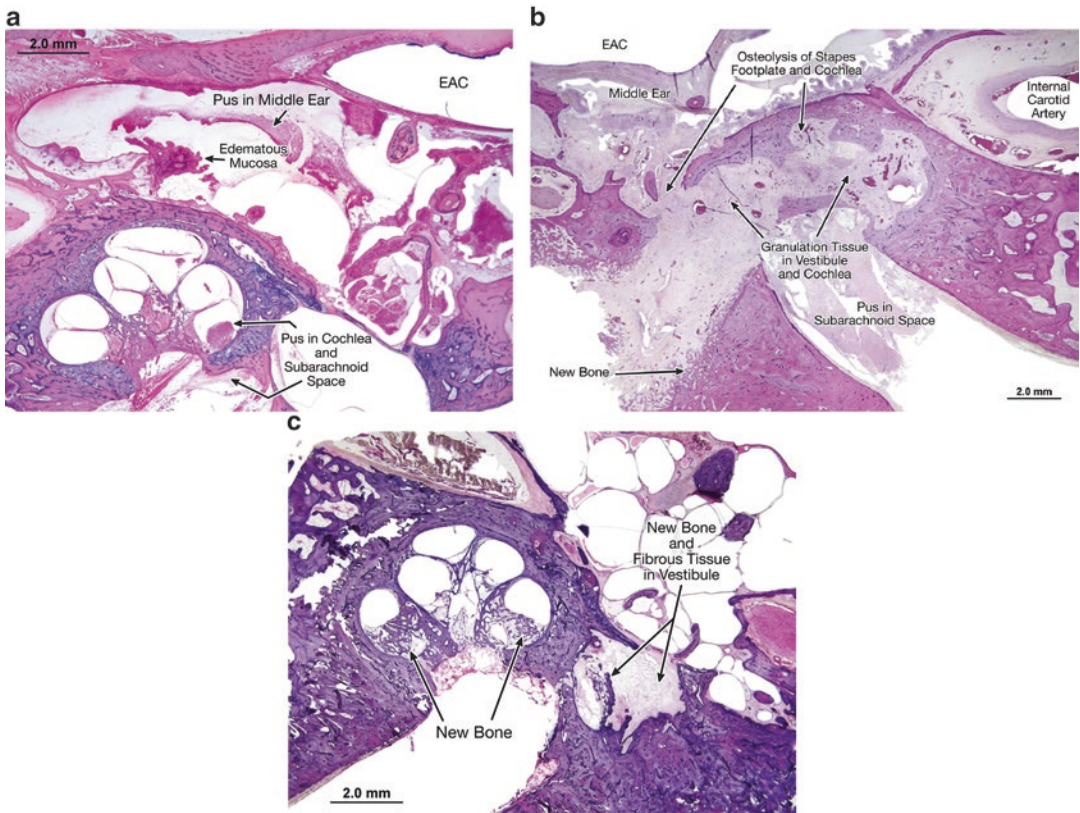 a
2.0 mm
EAC
Pus in Middle Ear
Edematous
Mucosa
Pus in Cochlea
and
Subarachnoid
Space
b
EAC
Osteolysis of Stapes
Footplate and Cochlea
Middle Ear
Internal
Carotid
Artery
Granulation Tissue
in Vestibule
and Cochlea
Pus in
Subarachnoid Space
New Bone
2.0 mm
c
New Bone
and
Fibrous Tissue
in Vestibule
New Bone
2.0 mm